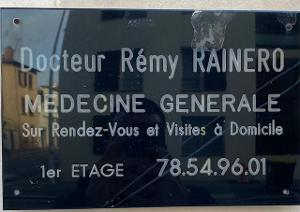 Docteur Rémy RAINERO
MEDECINE GENERALE
Sur Rendez-Vous et Visites à Domicile
1er ETAGE 78.54.96.01